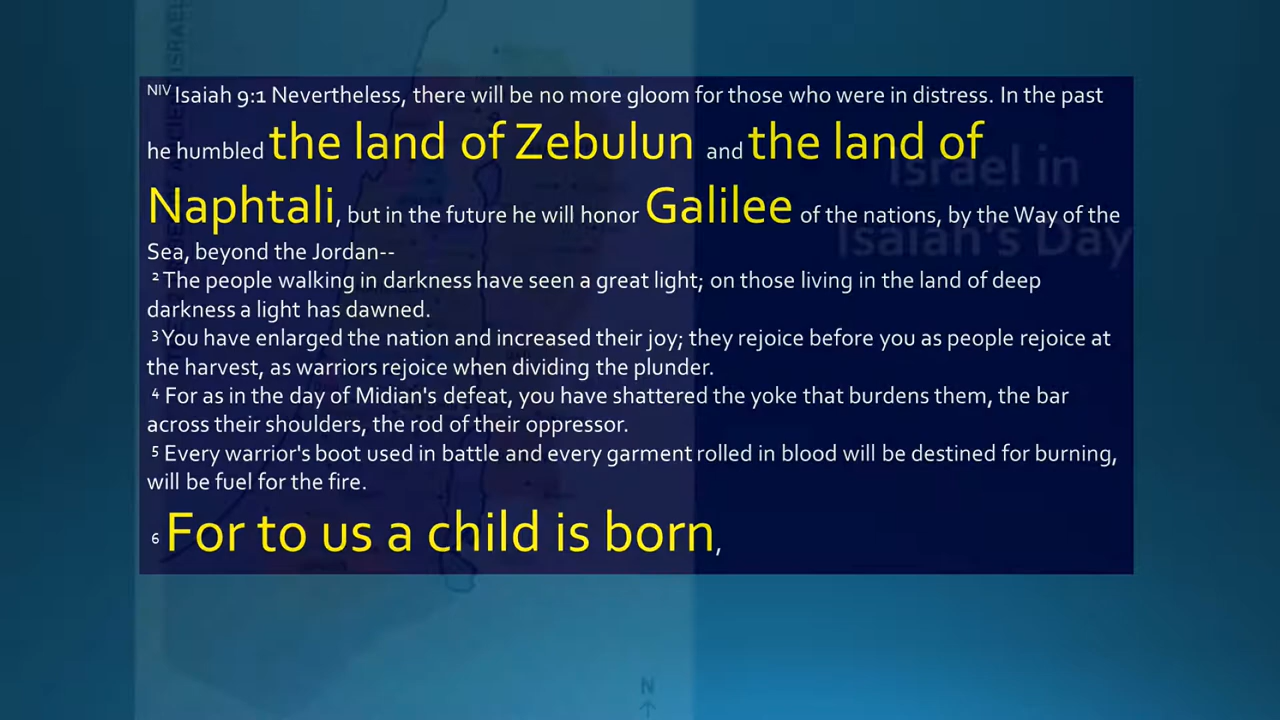 NIV Isaiah 9:1 Nevertheless, there will be no more gloom for those who were in distress. In the past
he humbled the land of Zebulun and the land of
Naphtali, but in the future he will honor Galilee of the nations, by the Way of the
Sea, beyond the Jordan--
2 The people walking in darkness have seen a great light; on those living in the land of deep
darkness a light has dawned.
3 You have enlarged the nation and increased their joy; they rejoice before you as people rejoice at
the harvest, as warriors rejoice when dividing the plunder.
4 For as in the day of Midian's defeat, you have shattered the yoke that burdens them, the bar
across their shoulders, the rod of their oppressor.
5 Every warrior's boot used in battle and every garment rolled in blood will be destined for burning,
will be fuel for the fire.
6 For to us a child is born,
Israel in
Isaiah's Day
N